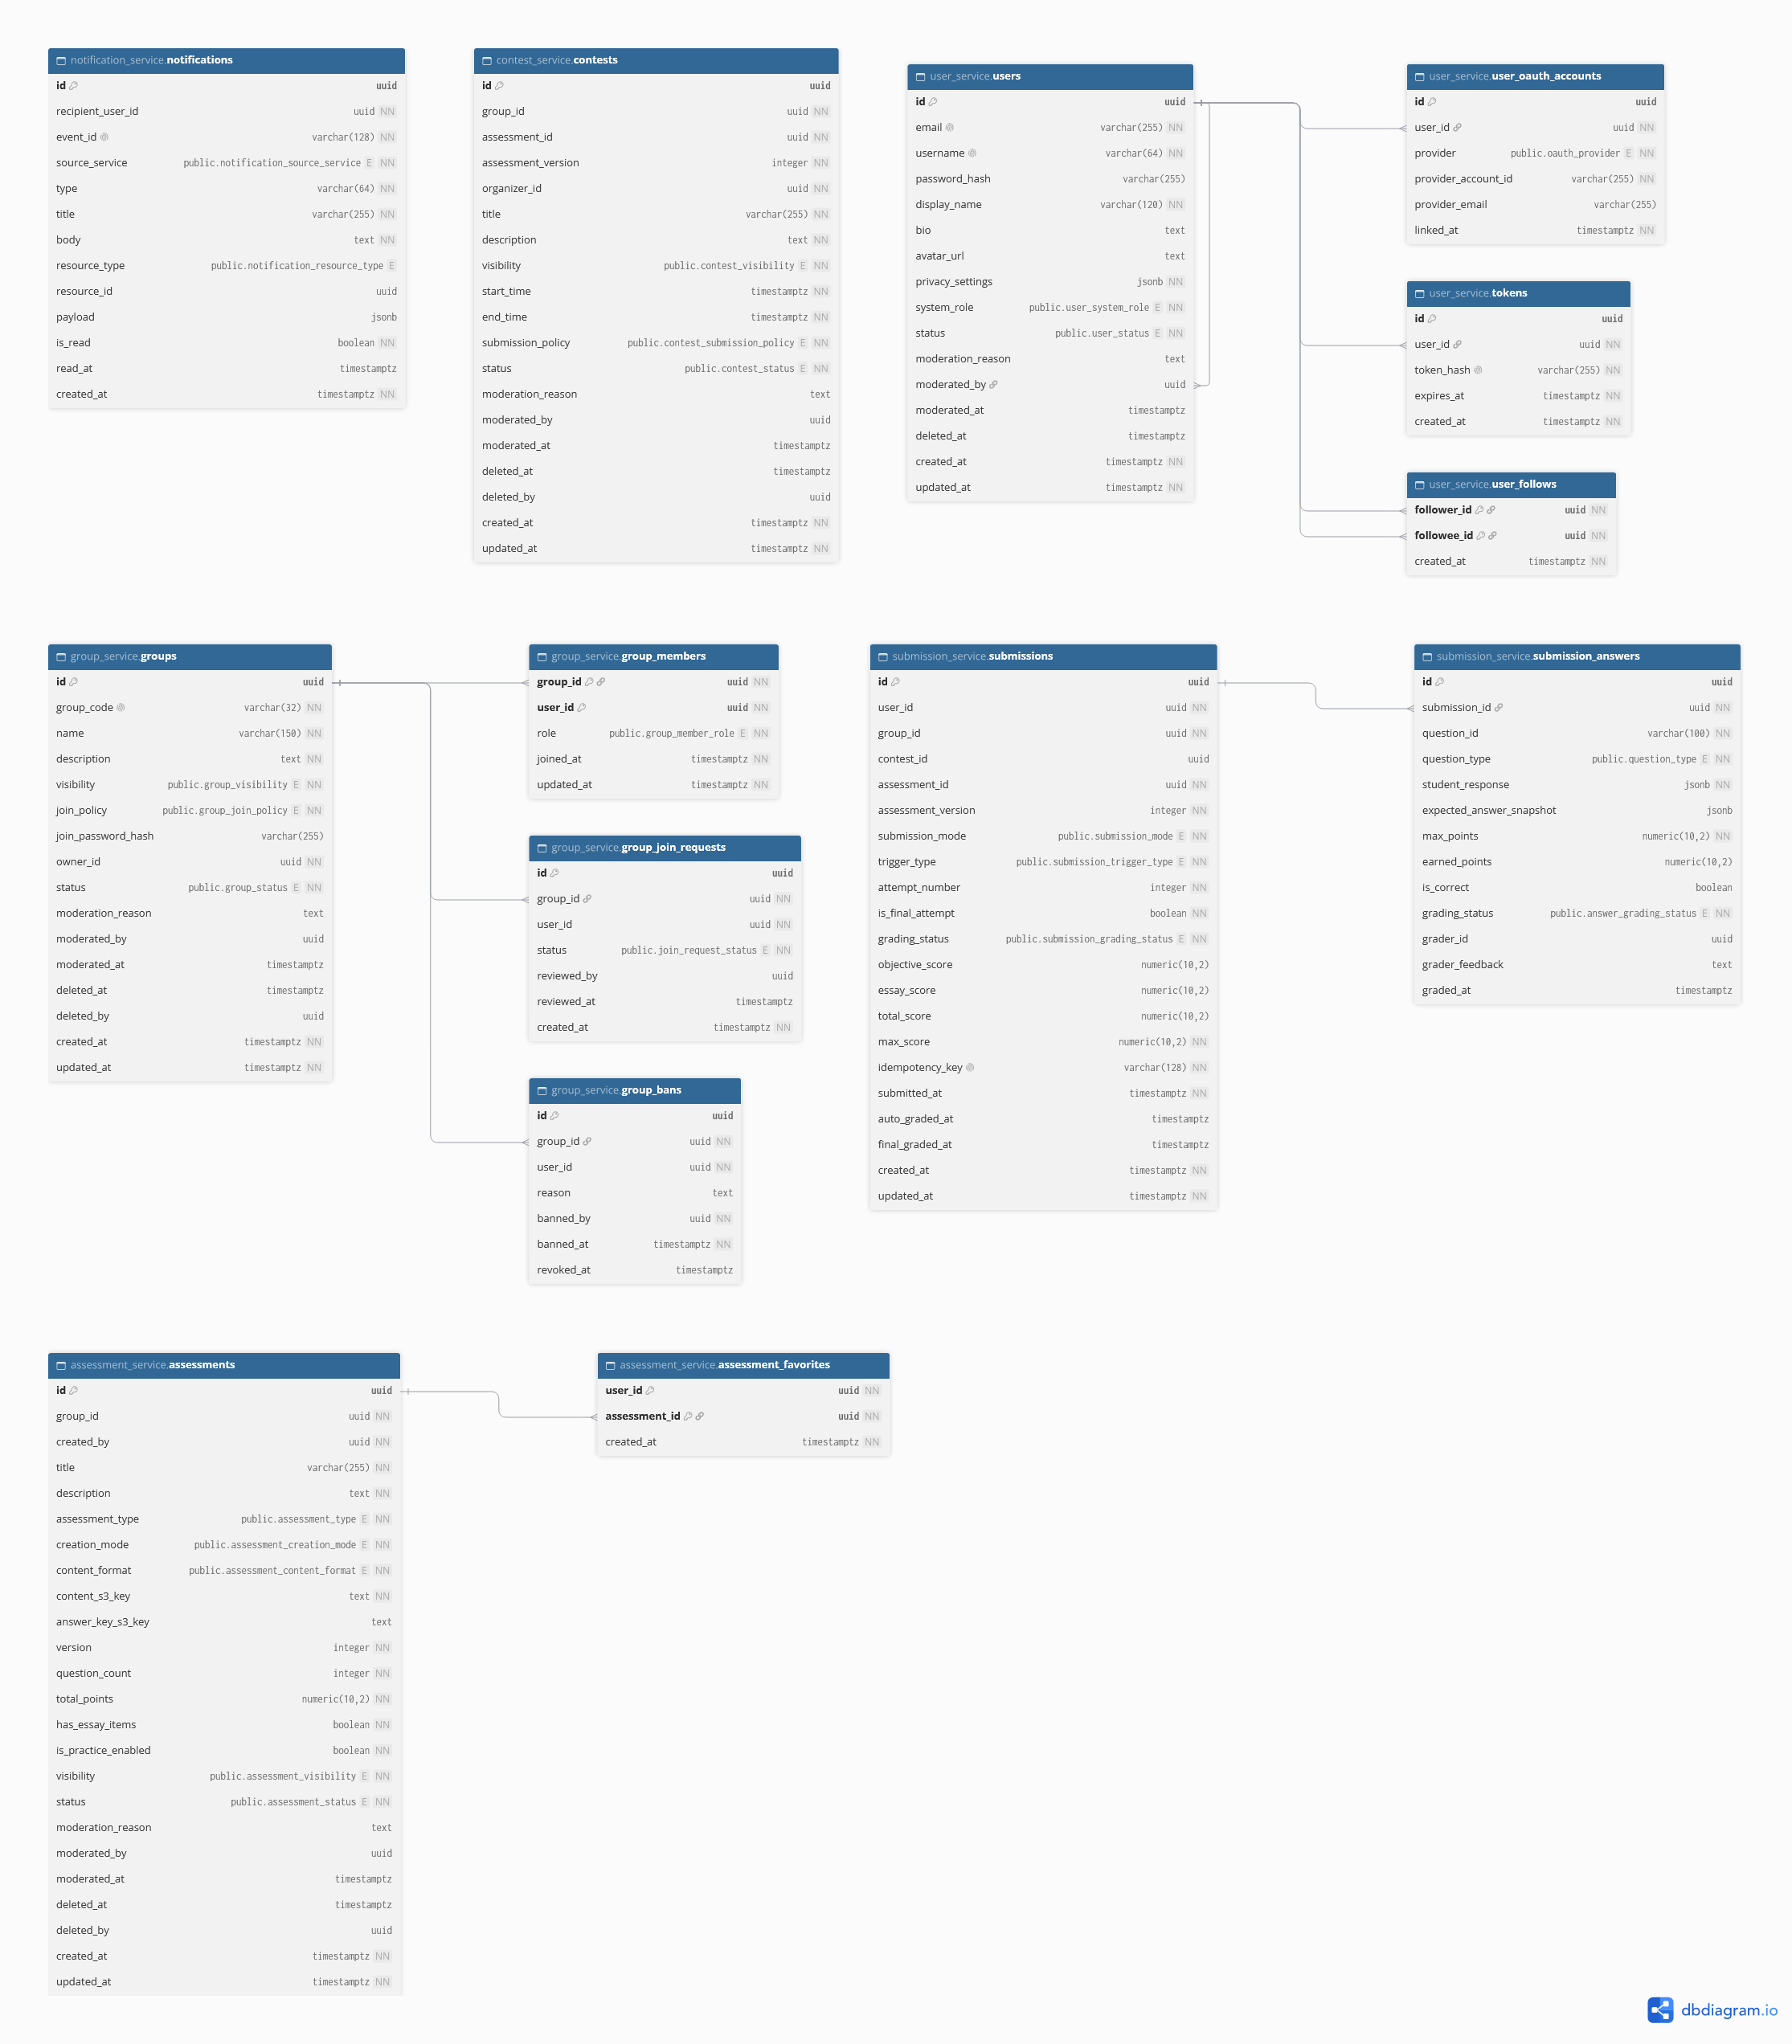 notification_service.notifications
id uuid
recipient_user_id uuid NN
event_id varchar(128) NN
source_service public.notification_source_service E NN
type varchar(64) NN
title varchar(255) NN
body text NN
resource_type public.notification_resource_type E
resource_id uuid
payload jsonb
is_read boolean NN
read_at timestamptz
created_at timestamptz NN
contest_service.contests
id uuid
group_id uuid NN
assessment_id uuid NN
assessment_version integer NN
organizer_id uuid NN
title varchar(255) NN
description text NN
visibility public.contest_visibility E NN
start_time timestamptz NN
end_time timestamptz NN
submission_policy public.contest_submission_policy E NN
status public.contest_status E NN
moderation_reason text
moderated_by uuid
moderated_at timestamptz
deleted_at timestamptz
deleted_by uuid
created_at timestamptz NN
updated_at timestamptz NN
user_service.users
id uuid
email varchar(255) NN
username varchar(64) NN
password_hash varchar(255)
display_name varchar(120) NN
bio text
avatar_url text
privacy_settings jsonb NN
system_role public.user_system_role E NN
status public.user_status E NN
moderation_reason text
moderated_by uuid
moderated_at timestamptz
deleted_at timestamptz
created_at timestamptz NN
updated_at timestamptz NN
user_service.user_oauth_accounts
id uuid
user_id uuid NN
provider public.oauth_provider E NN
provider_account_id varchar(255) NN
provider_email varchar(255)
linked_at timestamptz NN
user_service.tokens
id uuid
user_id uuid NN
token_hash varchar(255) NN
expires_at timestamptz NN
created_at timestamptz NN
user_service.user_follows
follower_id uuid NN
followee_id uuid NN
created_at timestamptz NN
group_service.groups
id uuid
group_code varchar(32) NN
name varchar(150) NN
description text NN
visibility public.group_visibility E NN
join_policy public.group_join_policy E NN
join_password_hash varchar(255)
owner_id uuid NN
status public.group_status E NN
moderation_reason text
moderated_by uuid
moderated_at timestamptz
deleted_at timestamptz
deleted_by uuid
created_at timestamptz NN
updated_at timestamptz NN
group_service.group_members
group_id uuid NN
user_id uuid NN
role public.group_member_role E NN
joined_at timestamptz NN
updated_at timestamptz NN
group_service.group_join_requests
id uuid
group_id uuid NN
user_id uuid NN
status public.join_request_status E NN
reviewed_by uuid
reviewed_at timestamptz
created_at timestamptz NN
group_service.group_bans
id uuid
group_id uuid NN
user_id uuid NN
reason text
banned_by uuid NN
banned_at timestamptz NN
revoked_at timestamptz
submission_service.submissions
id uuid
user_id uuid NN
group_id uuid NN
contest_id uuid
assessment_id uuid NN
assessment_version integer NN
submission_mode public.submission_mode E NN
trigger_type public.submission_trigger_type E NN
attempt_number integer NN
is_final_attempt boolean NN
grading_status public.submission_grading_status E NN
objective_score numeric(10,2)
essay_score numeric(10,2)
total_score numeric(10,2)
max_score numeric(10,2) NN
idempotency_key varchar(128) NN
submitted_at timestamptz NN
auto_graded_at timestamptz
final_graded_at timestamptz
created_at timestamptz NN
updated_at timestamptz NN
submission_service.submission_answers
id uuid
submission_id uuid NN
question_id varchar(100) NN
question_type public.question_type E NN
student_response jsonb NN
expected_answer_snapshot jsonb
max_points numeric(10,2) NN
earned_points numeric(10,2)
is_correct boolean
grading_status public.answer_grading_status E NN
grader_id uuid
grader_feedback text
graded_at timestamptz
assessment_service.assessments
id uuid
group_id uuid NN
created_by uuid NN
title varchar(255) NN
description text NN
assessment_type public.assessment_type E NN
creation_mode public.assessment_creation_mode E NN
content_format public.assessment_content_format E NN
content_s3_key text NN
answer_key_s3_key text
version integer NN
question_count integer NN
total_points numeric(10,2) NN
has_essay_items boolean NN
is_practice_enabled boolean NN
visibility public.assessment_visibility E NN
status public.assessment_status E NN
moderation_reason text
moderated_by uuid
moderated_at timestamptz
deleted_at timestamptz
deleted_by uuid
created_at timestamptz NN
updated_at timestamptz NN
assessment_service.assessment_favorites
user_id uuid NN
assessment_id uuid NN
created_at timestamptz NN
dbdiagram.io